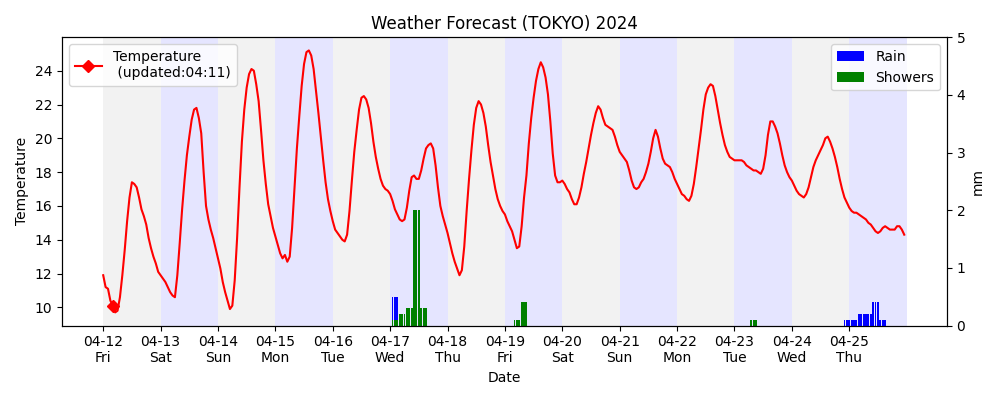 Weather Forecast (TOKYO) 2024
Temperature
(updated:04:11)
Rain
Showers
Temperature
24
22
20
18
16
14
12
10
5
4
3
2
1
0
mm
04-12 04-13 04-14 04-15 04-16 04-17 04-18 04-19 04-20 04-21 04-22 04-23 04-24 04-25
Fri Sat Sun Mon Tue Wed Thu Fri Sat Sun Mon Tue Wed Thu
Date